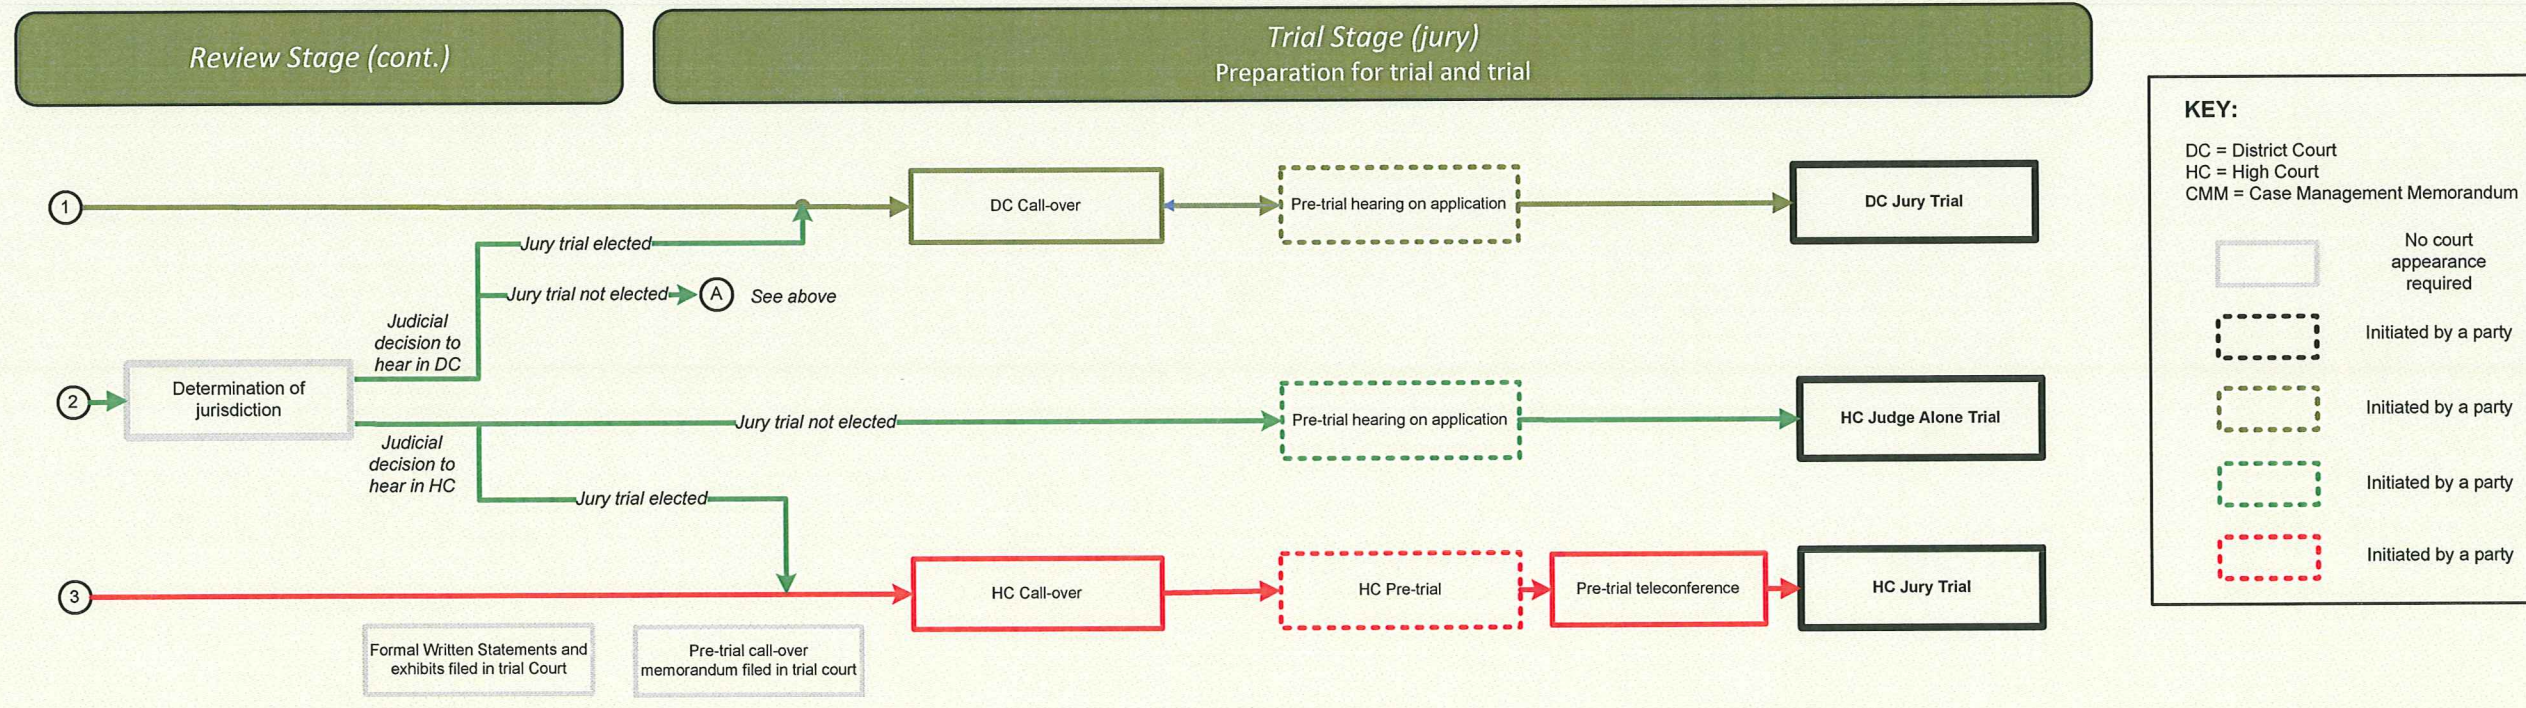 Review Stage (cont.)
Trial Stage (jury)
Preparation for trial and trial
KEY:
DC = District Court
HC = High Court
CMM = Case Management Memorandum
No court
appearance
required
Initiated by a party
Initiated by a party
Initiated by a party
Initiated by a party
1
DC Call-over
Pre-trial hearing on application
DC Jury Trial
Jury trial elected
Jury trial not elected
A
See above
Judicial
decision to
hear in DC
2
Determination of
jurisdiction
Jury trial not elected
Pre-trial hearing on application
HC Judge Alone Trial
Judicial
decision to
hear in HC
Jury trial elected
3
HC Call-over
HC Pre-trial
Pre-trial teleconference
HC Jury Trial
Formal Written Statements and
exhibits filed in trial Court
Pre-trial call-over
memorandum filed in trial court